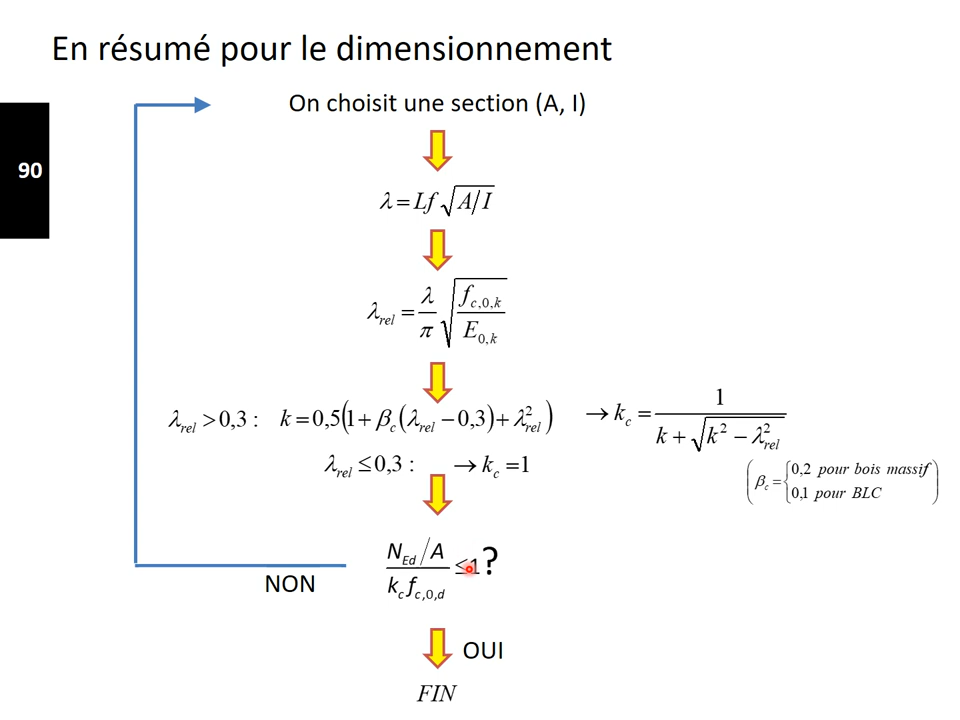 En résumé pour le dimensionnement
On choisit une section (A, I)
90
λ = Lf √(A/I)
λ_rel = λ/π √(f_c,0,k / E_0,k)
λ_rel > 0,3 : k = 0,5(1 + β_c(λ_rel − 0,3) + λ²_rel) → k_c = 1 / (k + √(k² − λ²_rel))
λ_rel ≤ 0,3 : → k_c = 1
(β_c = {0,2 pour bois massif
0,1 pour BLC)
(N_Ed / A) / (k_c f_c,0,d) ≤ 1 ?
NON
OUI
FIN